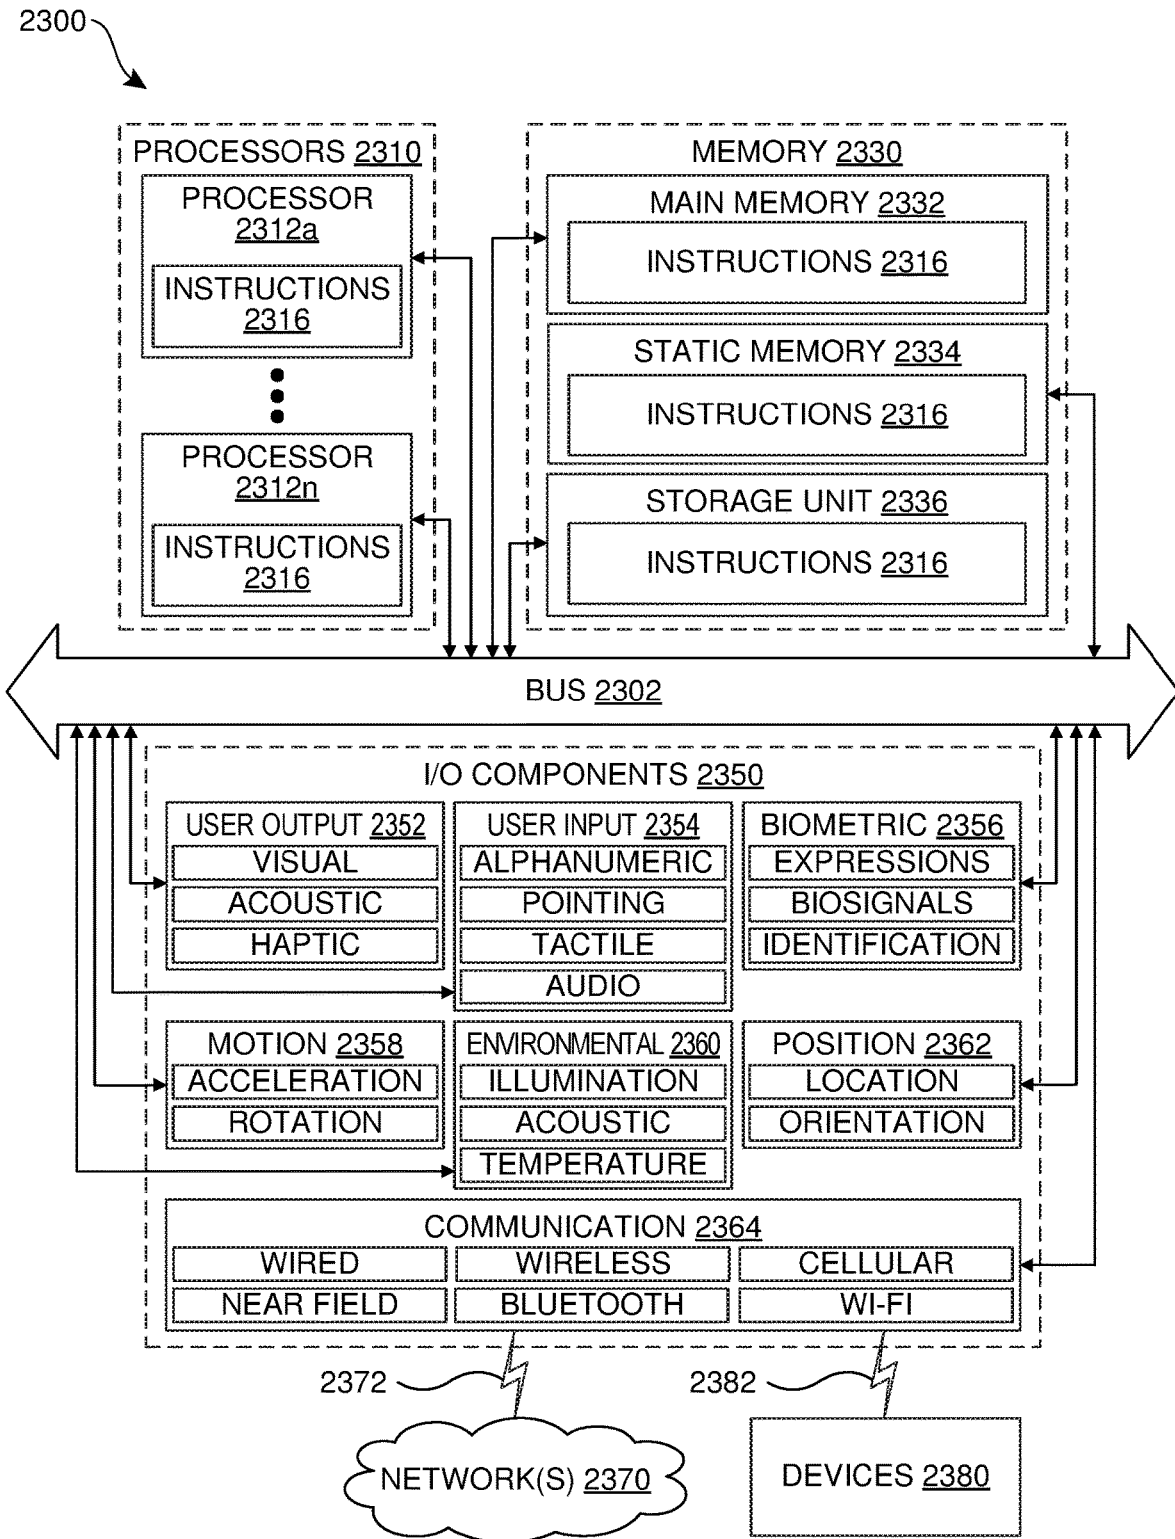 2300
PROCESSORS 2310
PROCESSOR
2312a
INSTRUCTIONS
2316
PROCESSOR
2312n
INSTRUCTIONS
2316
MEMORY 2330
MAIN MEMORY 2332
INSTRUCTIONS 2316
STATIC MEMORY 2334
INSTRUCTIONS 2316
STORAGE UNIT 2336
INSTRUCTIONS 2316
BUS 2302
I/O COMPONENTS 2350
USER OUTPUT 2352
VISUAL
ACOUSTIC
HAPTIC
USER INPUT 2354
ALPHANUMERIC
POINTING
TACTILE
AUDIO
BIOMETRIC 2356
EXPRESSIONS
BIOSIGNALS
IDENTIFICATION
MOTION 2358
ACCELERATION
ROTATION
ENVIRONMENTAL 2360
ILLUMINATION
ACOUSTIC
TEMPERATURE
POSITION 2362
LOCATION
ORIENTATION
COMMUNICATION 2364
WIRED
WIRELESS
CELLULAR
NEAR FIELD
BLUETOOTH
WI-FI
2372
2382
NETWORK(S) 2370
DEVICES 2380